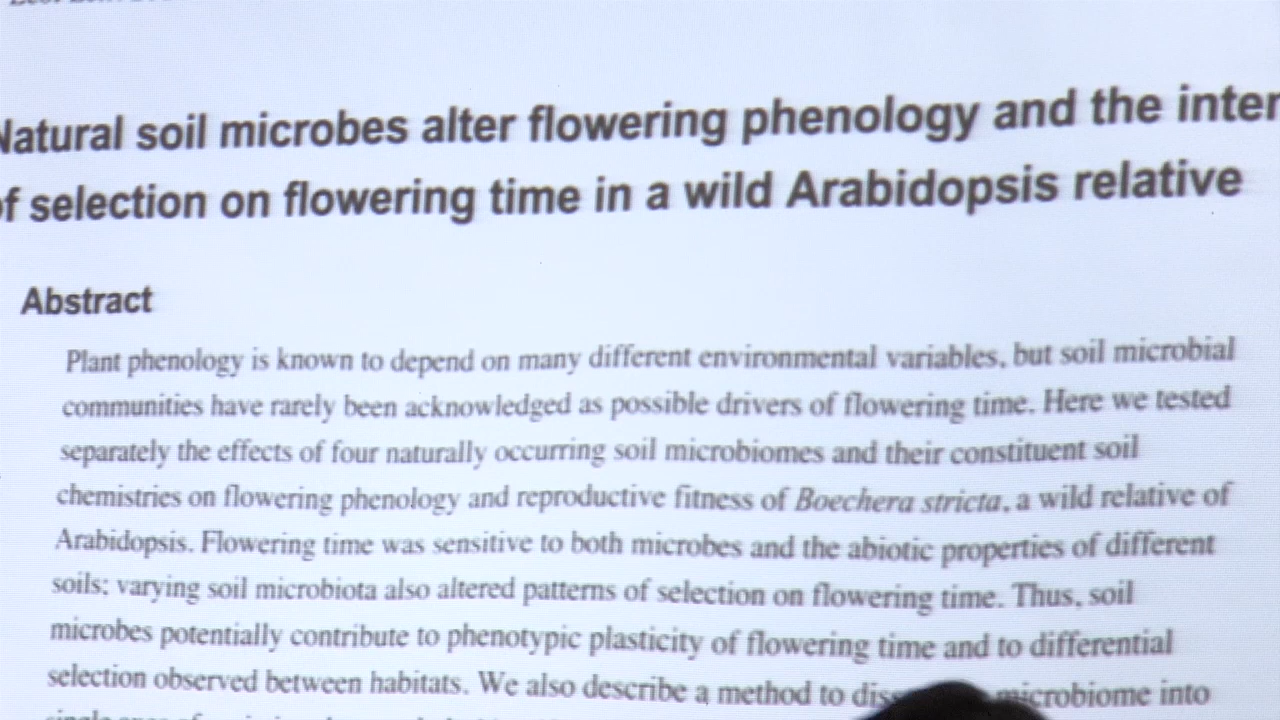 Natural soil microbes alter flowering phenology and the inter
of selection on flowering time in a wild Arabidopsis relative
Abstract
Plant phenology is known to depend on many different environmental variables, but soil microbial
communities have rarely been acknowledged as possible drivers of flowering time. Here we tested
separately the effects of four naturally occurring soil microbiomes and their constituent soil
chemistries on flowering phenology and reproductive fitness of Boechera stricta, a wild relative of
Arabidopsis. Flowering time was sensitive to both microbes and the abiotic properties of different
soils; varying soil microbiota also altered patterns of selection on flowering time. Thus, soil
microbes potentially contribute to phenotypic plasticity of flowering time and to differential
selection observed between habitats. We also describe a method to microbiome into